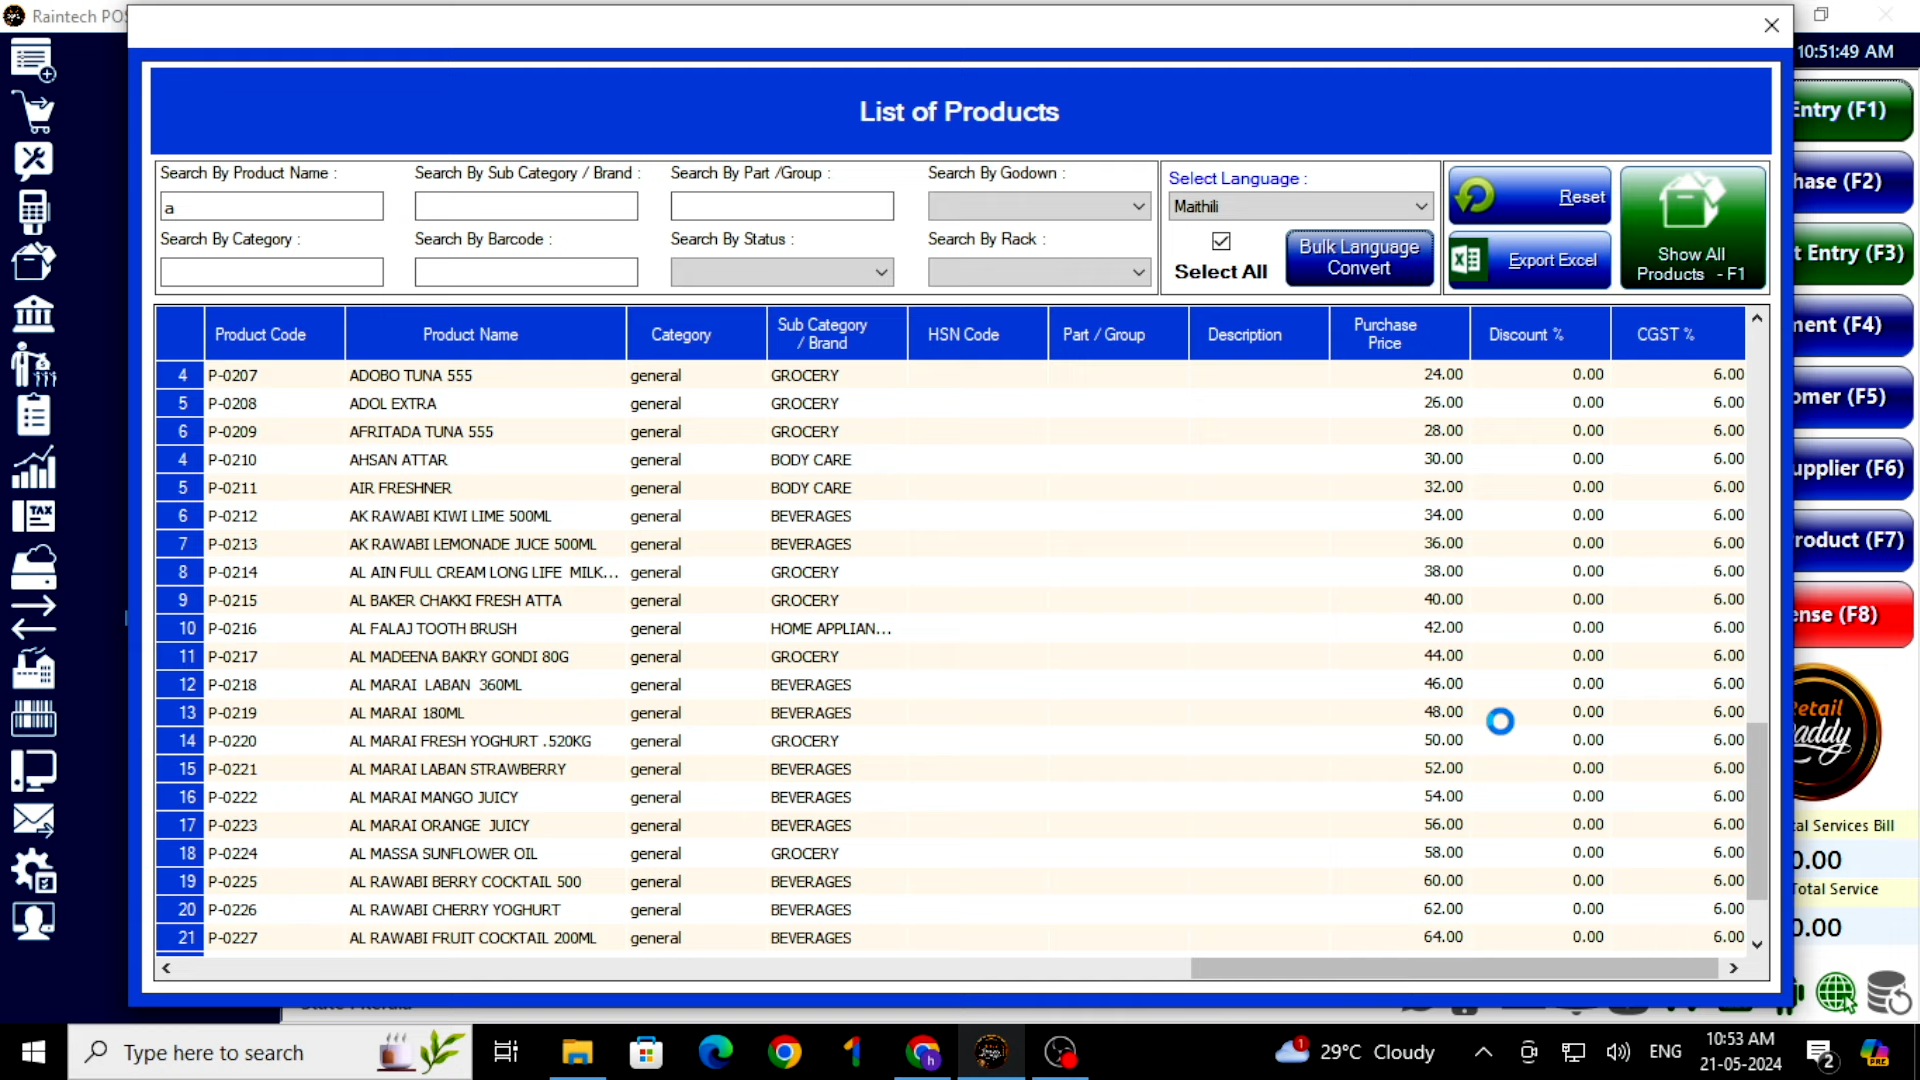 Raintech POS
10:51:49 AM
List of Products
Search By Product Name :
Search By Sub Category / Brand :
Search By Part /Group :
Search By Godown :
Select Language :
a
Maithili
Reset
Search By Category :
Search By Barcode :
Search By Status :
Search By Rack :
Select All
Bulk Language
Convert
Export Excel
Show All
Products - F1
Product Code Product Name Category Sub Category / Brand HSN Code Part / Group Description Purchase Price Discount % CGST %
4 P-0207 ADOBO TUNA 555 general GROCERY 24.00 0.00 6.00
5 P-0208 ADOL EXTRA general GROCERY 26.00 0.00 6.00
6 P-0209 AFRITADA TUNA 555 general GROCERY 28.00 0.00 6.00
4 P-0210 AHSAN ATTAR general BODY CARE 30.00 0.00 6.00
5 P-0211 AIR FRESHNER general BODY CARE 32.00 0.00 6.00
6 P-0212 AK RAWABI KIWI LIME 500ML general BEVERAGES 34.00 0.00 6.00
7 P-0213 AK RAWABI LEMONADE JUCE 500ML general BEVERAGES 36.00 0.00 6.00
8 P-0214 AL AIN FULL CREAM LONG LIFE MILK... general GROCERY 38.00 0.00 6.00
9 P-0215 AL BAKER CHAKKI FRESH ATTA general GROCERY 40.00 0.00 6.00
10 P-0216 AL FALAJ TOOTH BRUSH general HOME APPLIAN... 42.00 0.00 6.00
11 P-0217 AL MADEENA BAKRY GONDI 80G general GROCERY 44.00 0.00 6.00
12 P-0218 AL MARAI LABAN 360ML general BEVERAGES 46.00 0.00 6.00
13 P-0219 AL MARAI 180ML general BEVERAGES 48.00 0.00 6.00
14 P-0220 AL MARAI FRESH YOGHURT .520KG general GROCERY 50.00 0.00 6.00
15 P-0221 AL MARAI LABAN STRAWBERRY general BEVERAGES 52.00 0.00 6.00
16 P-0222 AL MARAI MANGO JUICY general BEVERAGES 54.00 0.00 6.00
17 P-0223 AL MARAI ORANGE JUICY general BEVERAGES 56.00 0.00 6.00
18 P-0224 AL MASSA SUNFLOWER OIL general GROCERY 58.00 0.00 6.00
19 P-0225 AL RAWABI BERRY COCKTAIL 500 general BEVERAGES 60.00 0.00 6.00
20 P-0226 AL RAWABI CHERRY YOGHURT general BEVERAGES 62.00 0.00 6.00
21 P-0227 AL RAWABI FRUIT COCKTAIL 200ML general BEVERAGES 64.00 0.00 6.00
Entry (F1)
hase (F2)
t Entry (F3)
ment (F4)
omer (F5)
upplier (F6)
roduct (F7)
ense (F8)
TAX
etail
addy
tal Services Bill
0.00
Total Service
0.00
Type here to search
29°C Cloudy
ENG
10:53 AM
21-05-2024
2